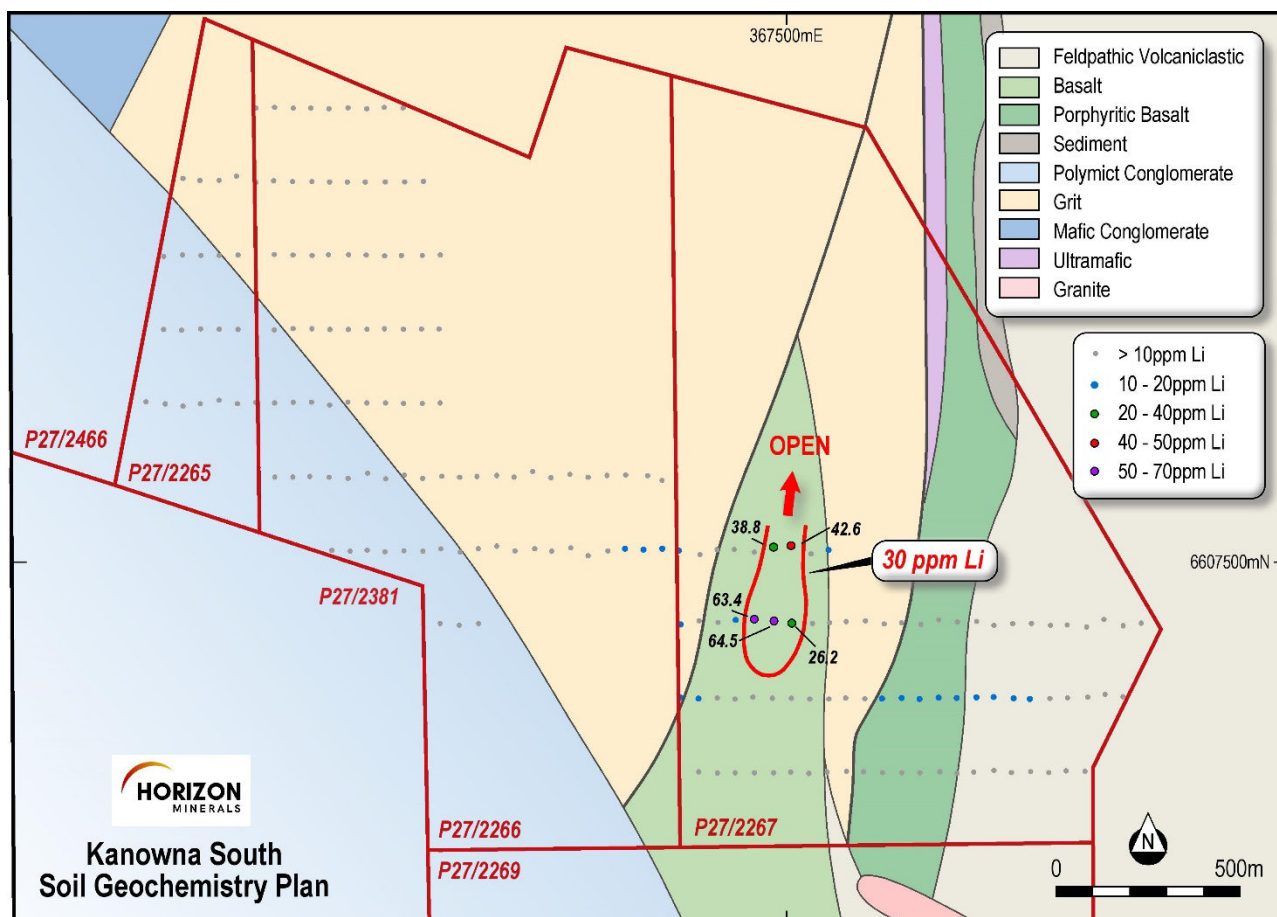 367500mE
Feldpathic Volcaniclastic
Basalt
Porphyritic Basalt
Sediment
Polymict Conglomerate
Grit
Mafic Conglomerate
Ultramafic
Granite
> 10ppm Li
10 - 20ppm Li
20 - 40ppm Li
40 - 50ppm Li
50 - 70ppm Li
P27/2466
P27/2265
OPEN
38.8
42.6
30 ppm Li
6607500mN
P27/2381
63.4
64.5
26.2
HORIZON
MINERALS
Kanowna South
Soil Geochemistry Plan
P27/2266
P27/2267
P27/2269
N
0
500m